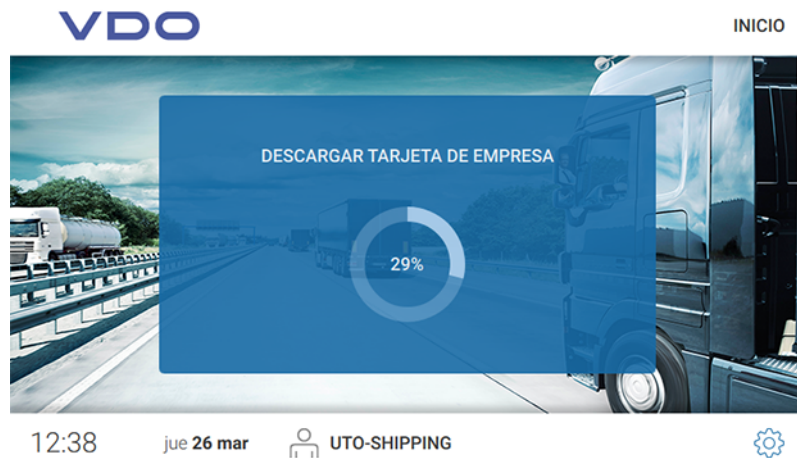 VDO
INICIO
DESCARGAR TARJETA DE EMPRESA
29%
12:38
jue 26 mar
UTO-SHIPPING